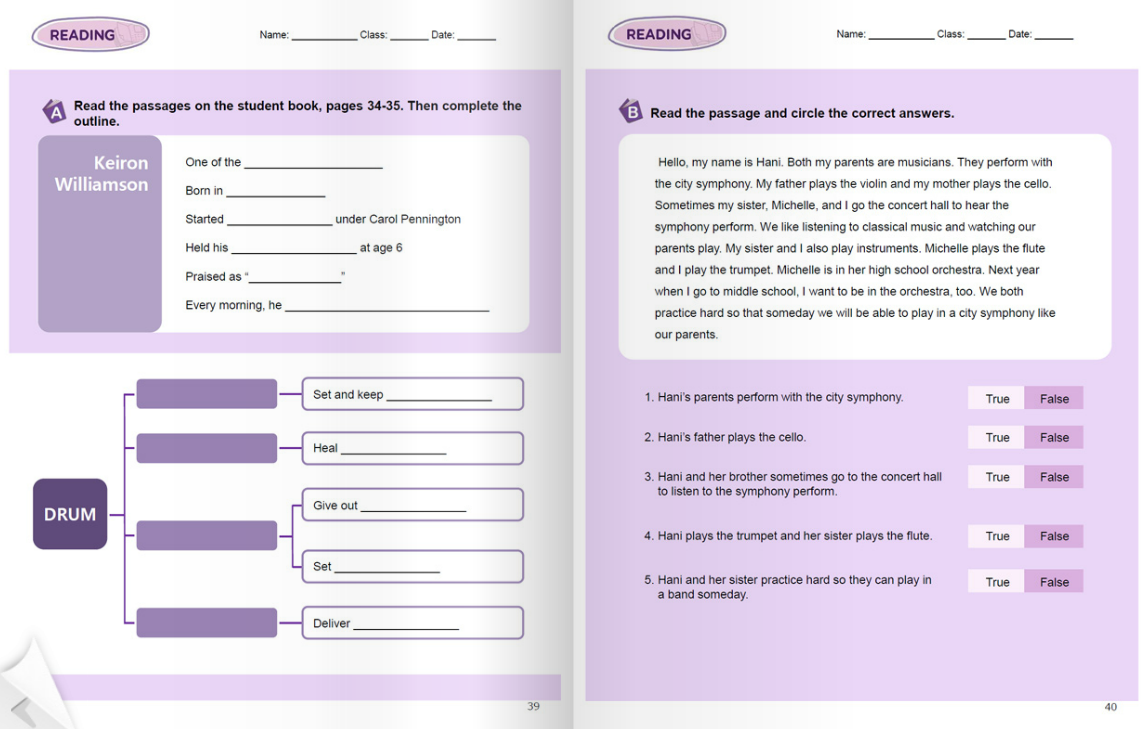 READING
Name: ____________ Class: ______ Date: ______
A Read the passages on the student book, pages 34-35. Then complete the
outline.
Keiron
Williamson
One of the ______________________
Born in ________________
Started _________________ under Carol Pennington
Held his ____________________ at age 6
Praised as “_______________”
Every morning, he _________________________________
DRUM
Set and keep _________________
Heal _________________
Give out _________________
Set _________________
Deliver _________________
39
READING
Name: ____________ Class: ______ Date: ______
B Read the passage and circle the correct answers.
Hello, my name is Hani. Both my parents are musicians. They perform with
the city symphony. My father plays the violin and my mother plays the cello.
Sometimes my sister, Michelle, and I go the concert hall to hear the
symphony perform. We like listening to classical music and watching our
parents play. My sister and I also play instruments. Michelle plays the flute
and I play the trumpet. Michelle is in her high school orchestra. Next year
when I go to middle school, I want to be in the orchestra, too. We both
practice hard so that someday we will be able to play in a city symphony like
our parents.
1. Hani’s parents perform with the city symphony. True False
2. Hani’s father plays the cello. True False
3. Hani and her brother sometimes go to the concert hall True False
to listen to the symphony perform.
4. Hani plays the trumpet and her sister plays the flute. True False
5. Hani and her sister practice hard so they can play in True False
a band someday.
40